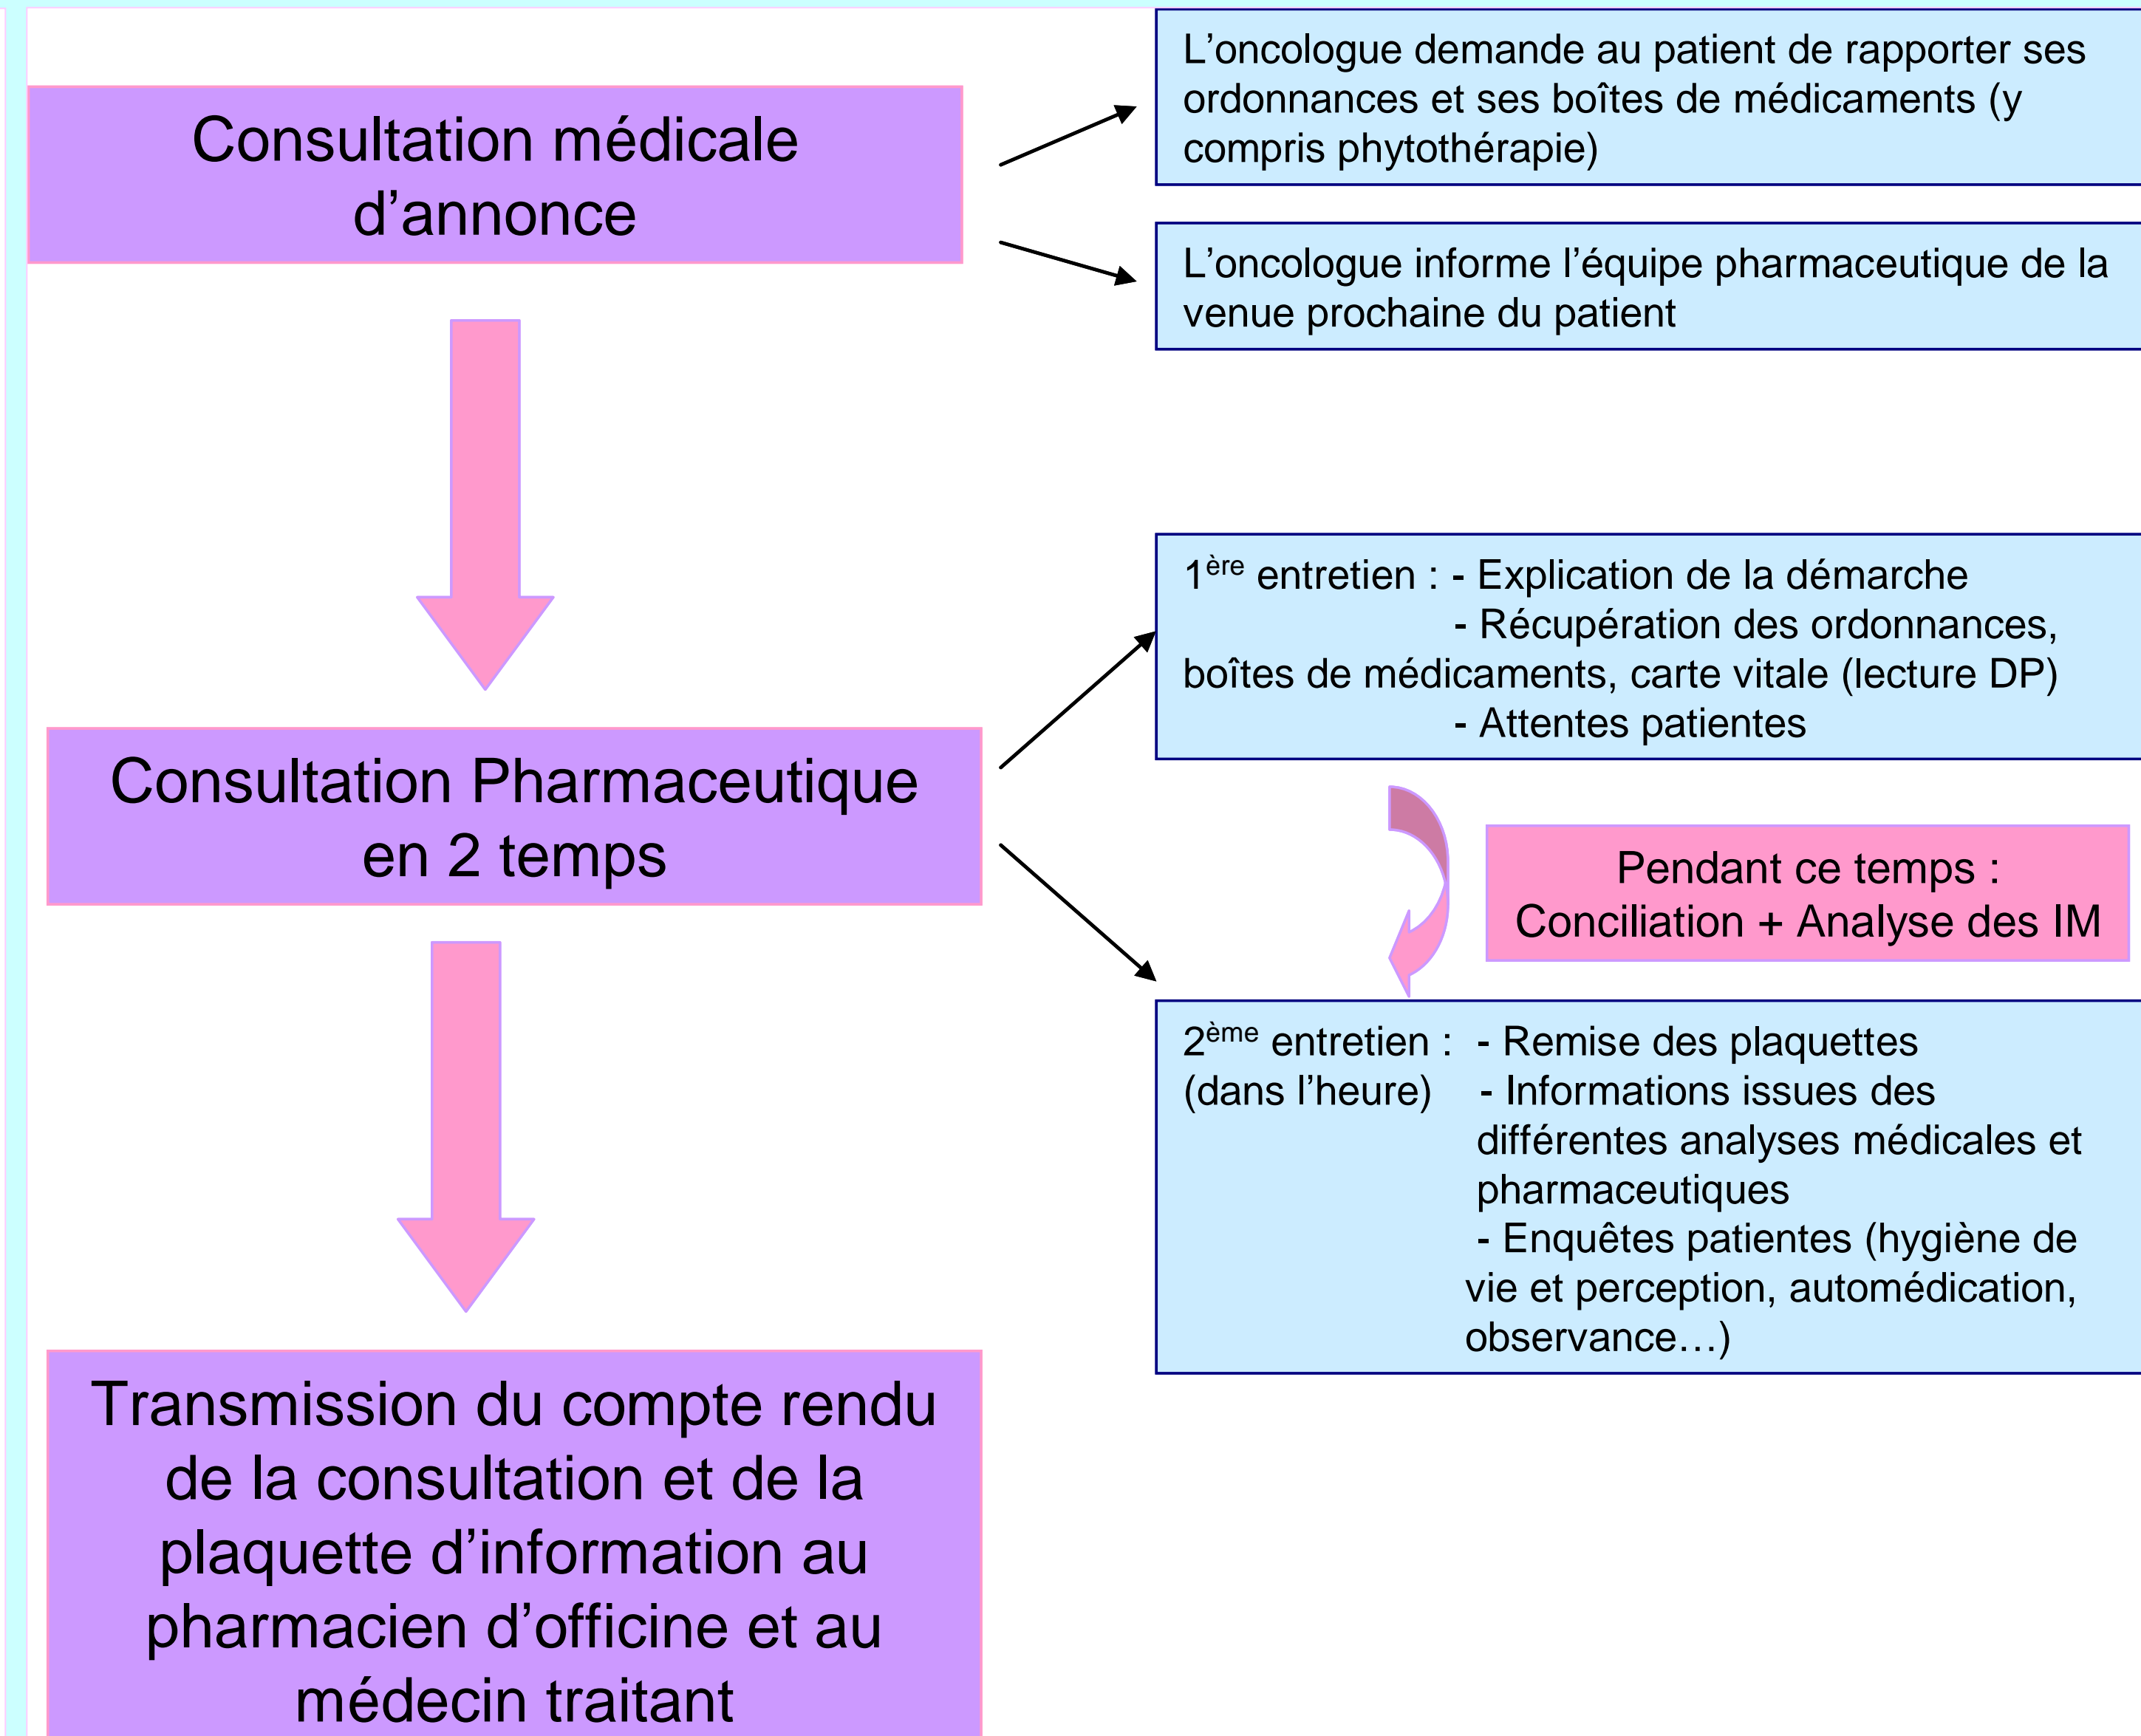 Consultation médicale
d’annonce
L’oncologue demande au patient de rapporter ses
ordonnances et ses boîtes de médicaments (y
compris phytothérapie)
L’oncologue informe l’équipe pharmaceutique de la
venue prochaine du patient
Consultation Pharmaceutique
en 2 temps
1ère entretien : - Explication de la démarche
- Récupération des ordonnances,
boîtes de médicaments, carte vitale (lecture DP)
- Attentes patientes
Pendant ce temps :
Conciliation + Analyse des IM
2ème entretien : - Remise des plaquettes
(dans l’heure) - Informations issues des
différentes analyses médicales et
pharmaceutiques
- Enquêtes patientes (hygiène de
vie et perception, automédication,
observance…)
Transmission du compte rendu
de la consultation et de la
plaquette d’information au
pharmacien d’officine et au
médecin traitant